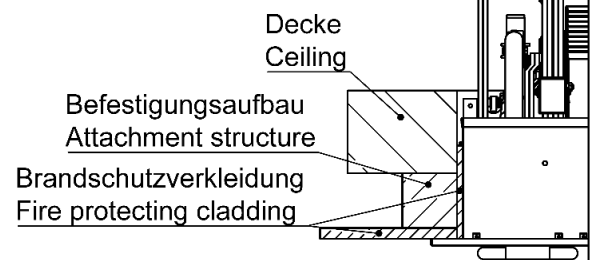 Decke
Ceiling
Befestigungsaufbau
Attachment structure
Brandschutzverkleidung
Fire protecting cladding